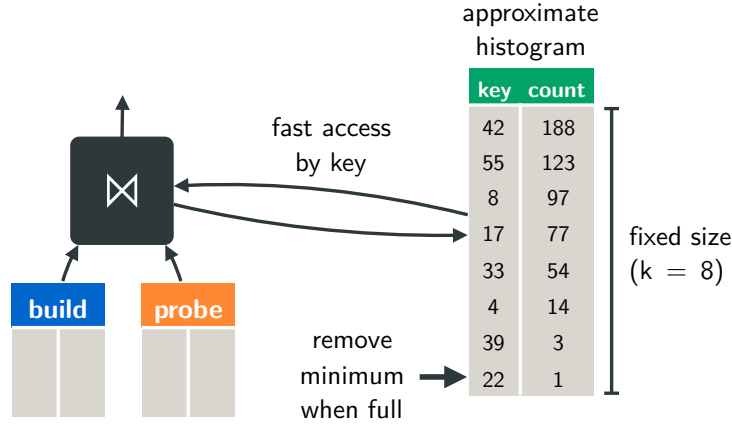 approximate
histogram
key count
42 188
55 123
8 97
17 77
33 54
4 14
39 3
22 1
fast access
by key
⋈
fixed size
(k = 8)
build
probe
remove
minimum
when full